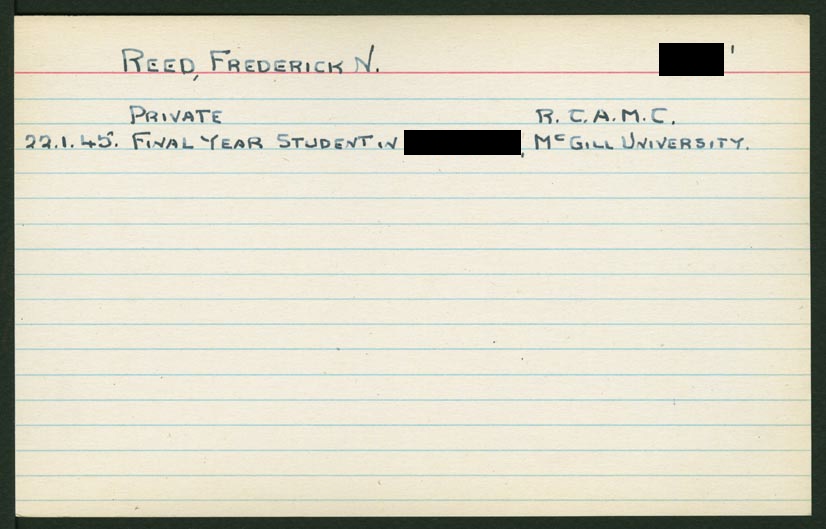 REED, FREDERICK N. '
PRIVATE R.C.A.M.C.
22.1.45. FINAL YEAR STUDENT IN , MCGILL UNIVERSITY.